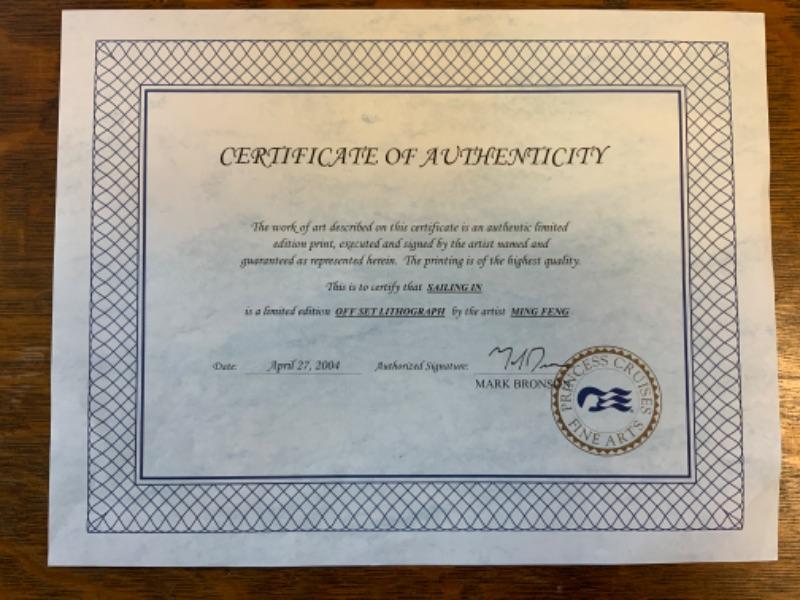 CERTIFICATE OF AUTHENTICITY
The work of art described on this certificate is an authentic limited
edition print, executed and signed by the artist named and
guaranteed as represented herein. The printing is of the highest quality.
This is to certify that SAILING IN
is a limited edition OFF SET LITHOGRAPH by the artist MING FENG
Date: April 27, 2004 Authorized Signature:
MARK BRONSON
PRINCESS CRUISES
FINE ARTS